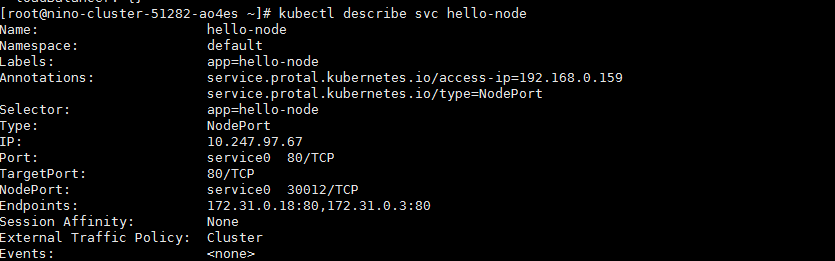 [root@nino-cluster-51282-ao4es ~]# kubectl describe svc hello-node
Name: hello-node
Namespace: default
Labels: app=hello-node
Annotations: service.protal.kubernetes.io/access-ip=192.168.0.159
service.protal.kubernetes.io/type=NodePort
Selector: app=hello-node
Type: NodePort
IP: 10.247.97.67
Port: service0 80/TCP
TargetPort: 80/TCP
NodePort: service0 30012/TCP
Endpoints: 172.31.0.18:80,172.31.0.3:80
Session Affinity: None
External Traffic Policy: Cluster
Events: <none>